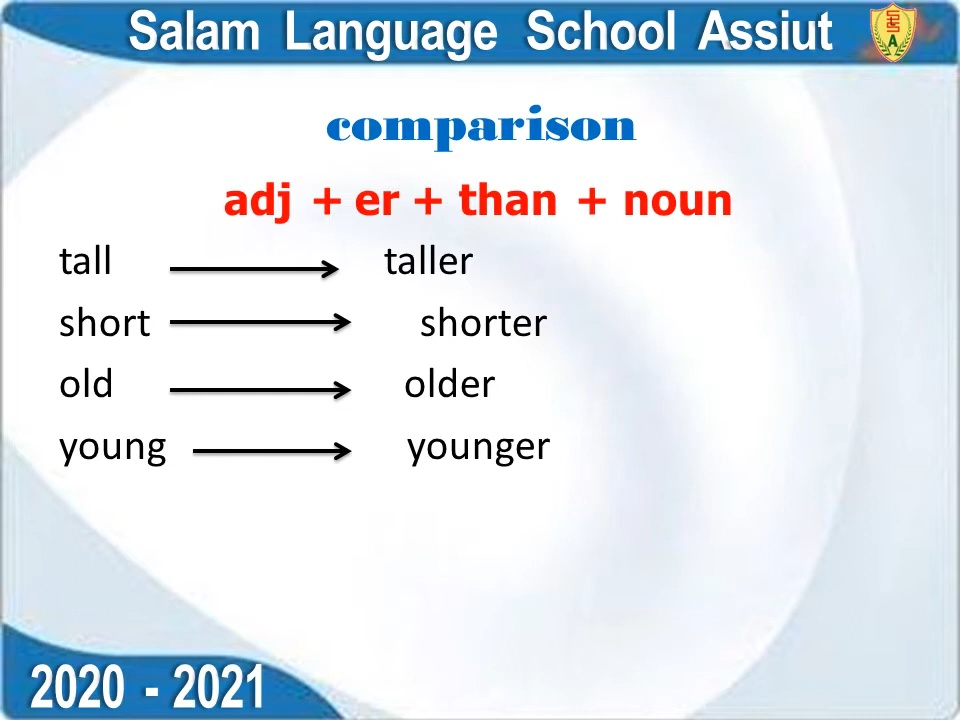 Salam Language School Assiut
comparison
adj + er + than + noun
tall taller
short shorter
old older
young younger
2020 - 2021